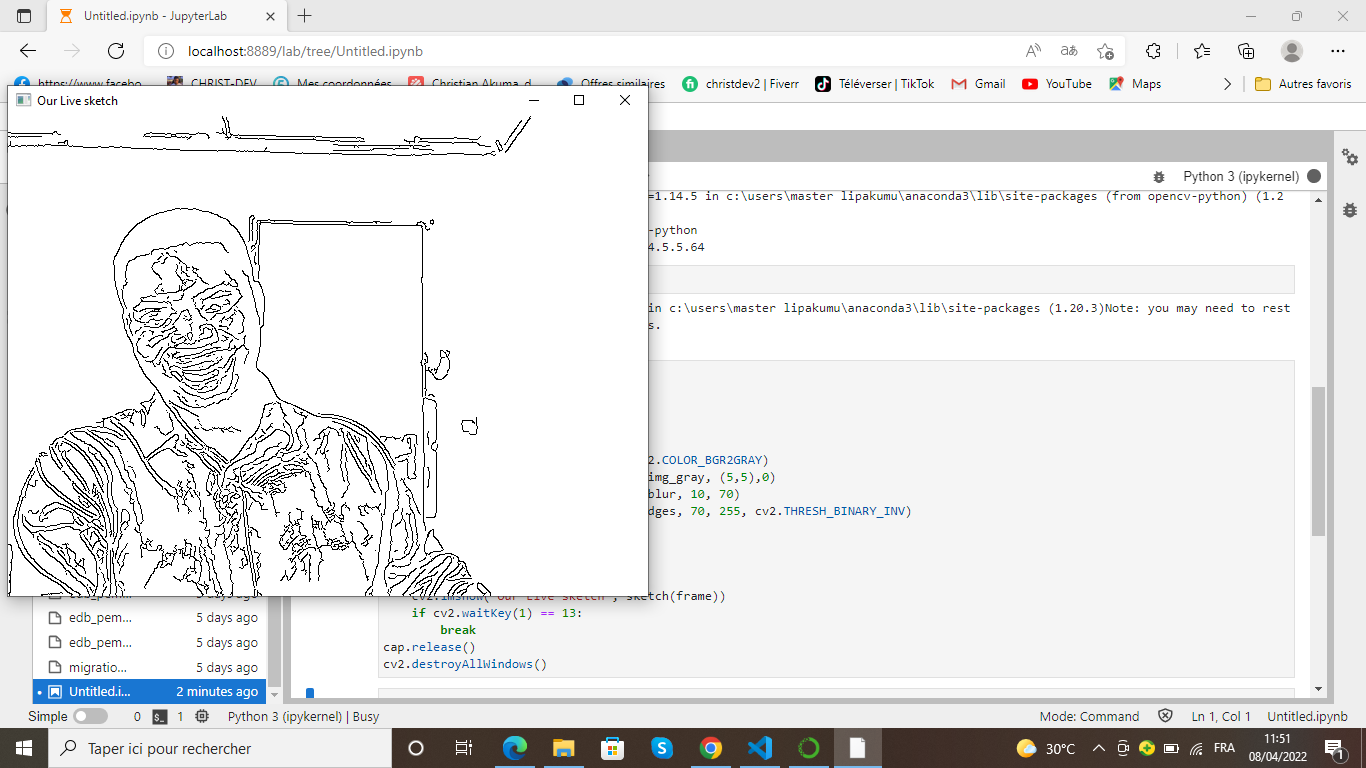 Untitled.ipynb - JupyterLab
localhost:8889/lab/tree/Untitled.ipynb
https://www.facebo... CHRIST-DEV Mes coordonnées Christian Akuma d... Offres similaires christdev2 | Fiverr Téléverser | TikTok Gmail YouTube Maps Autres favoris
Our Live sketch
Python 3 (ipykernel)
=1.14.5 in c:\users\master lipakumu\anaconda3\lib\site-packages (from opencv-python) (1.2
-python
4.5.5.64
in c:\users\master lipakumu\anaconda3\lib\site-packages (1.20.3)Note: you may need to rest
s.
2.COLOR_BGR2GRAY)
img_gray, (5,5),0)
blur, 10, 70)
dges, 70, 255, cv2.THRESH_BINARY_INV)
cv2.imshow("Our Live sketch", sketch(frame))
if cv2.waitKey(1) == 13:
break
cap.release()
cv2.destroyAllWindows()
edb_pem... 5 days ago
edb_pem... 5 days ago
migratio... 5 days ago
Untitled.i... 2 minutes ago
Simple 0 1 Python 3 (ipykernel) | Busy Mode: Command Ln 1, Col 1 Untitled.ipynb
Taper ici pour rechercher
30°C FRA
11:51
08/04/2022
1